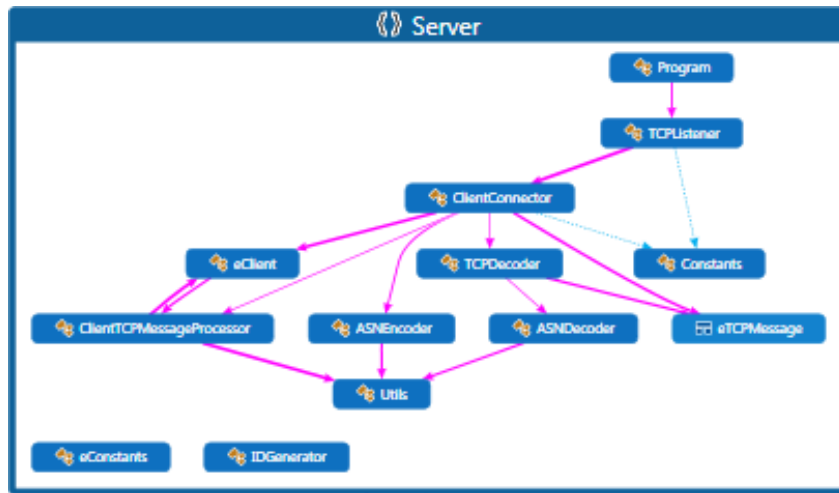 Server
Program
TCPListener
ClientConnector
eClient
TCPDecoder
Constants
ClientTCPMessageProcessor
ASNEncoder
ASNDecoder
eTCPMessage
Utils
eConstants
IDGenerator